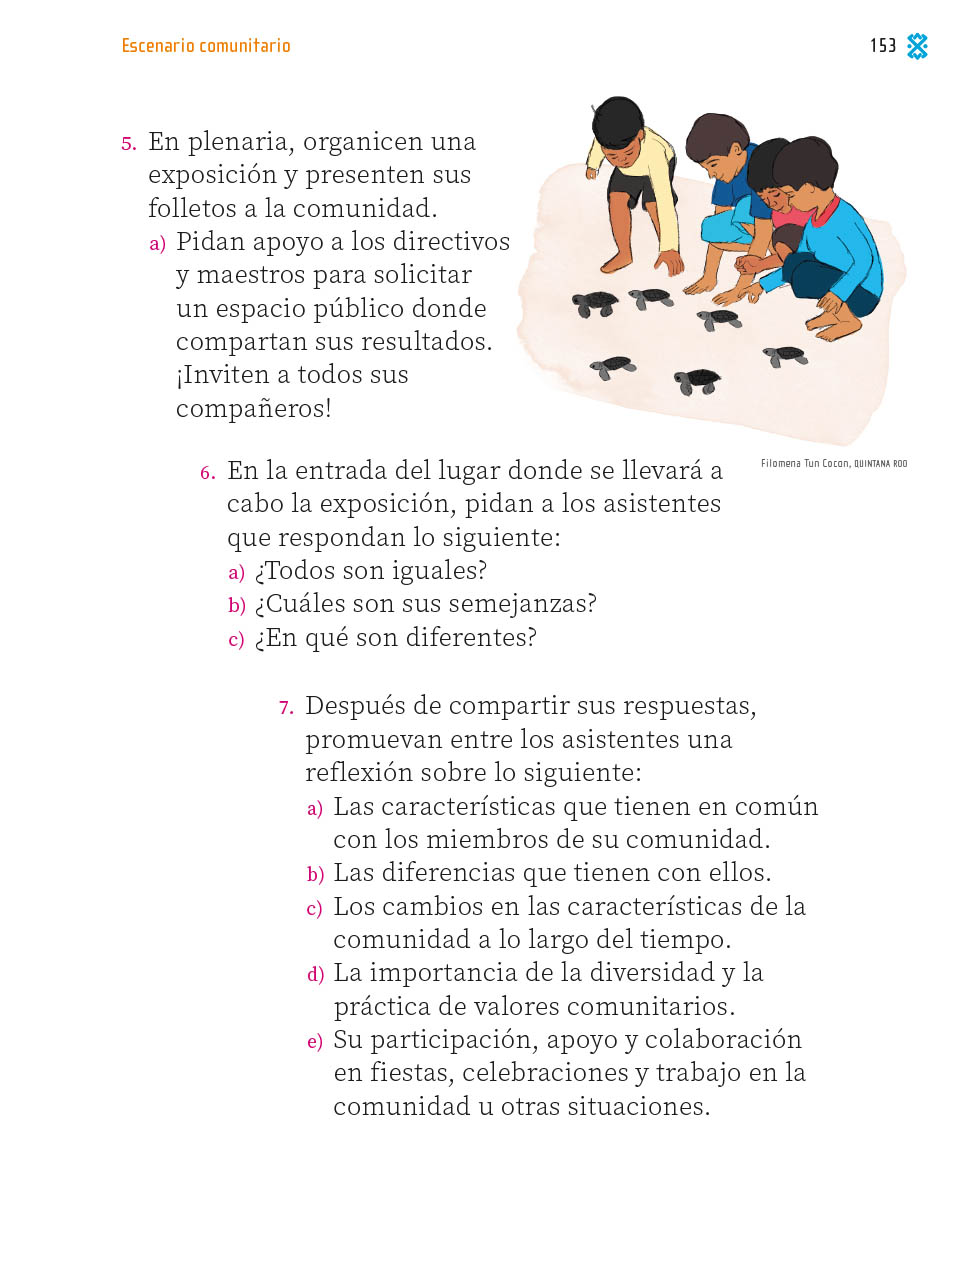 Escenario comunitario
153
5. En plenaria, organicen una
exposición y presenten sus
folletos a la comunidad.
a) Pidan apoyo a los directivos
y maestros para solicitar
un espacio público donde
compartan sus resultados.
¡Inviten a todos sus
compañeros!
Filomena Tun Cocon, QUINTANA ROO
6. En la entrada del lugar donde se llevará a
cabo la exposición, pidan a los asistentes
que respondan lo siguiente:
a) ¿Todos son iguales?
b) ¿Cuáles son sus semejanzas?
c) ¿En qué son diferentes?
7. Después de compartir sus respuestas,
promuevan entre los asistentes una
reflexión sobre lo siguiente:
a) Las características que tienen en común
con los miembros de su comunidad.
b) Las diferencias que tienen con ellos.
c) Los cambios en las características de la
comunidad a lo largo del tiempo.
d) La importancia de la diversidad y la
práctica de valores comunitarios.
e) Su participación, apoyo y colaboración
en fiestas, celebraciones y trabajo en la
comunidad u otras situaciones.